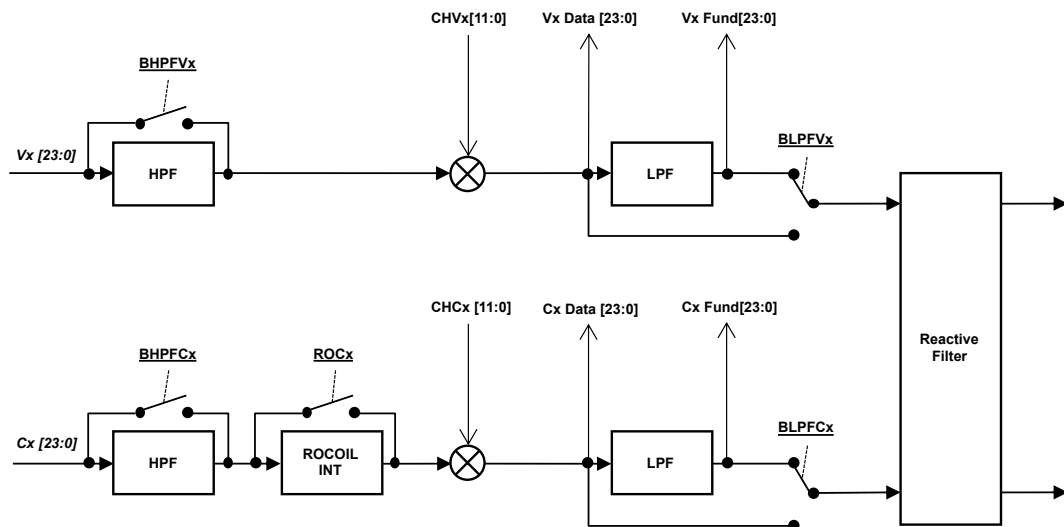 CHVx[11:0]
Vx Data [23:0]
Vx Fund[23:0]
BHPFVx
BLPFVx
Vx [23:0]
HPF
LPF
CHCx [11:0]
Cx Data [23:0]
Cx Fund[23:0]
Reactive
Filter
BHPFCx
ROCx
BLPFCx
Cx [23:0]
HPF
ROCOIL
INT
LPF